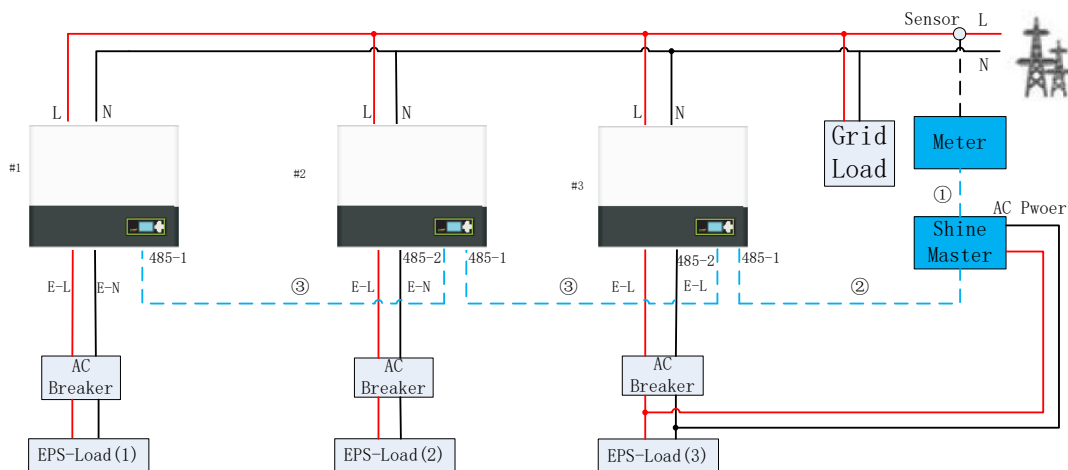 Sensor
L
N
L
N
L
N
L
N
#1
#2
#3
Grid
Load
Meter
①
AC Pwoer
Shine
Master
485-1
485-2
485-1
485-2
485-1
E-L
E-N
③
E-L
E-N
③
E-L
E-L
②
AC
Breaker
AC
Breaker
AC
Breaker
EPS-Load(1)
EPS-Load(2)
EPS-Load(3)